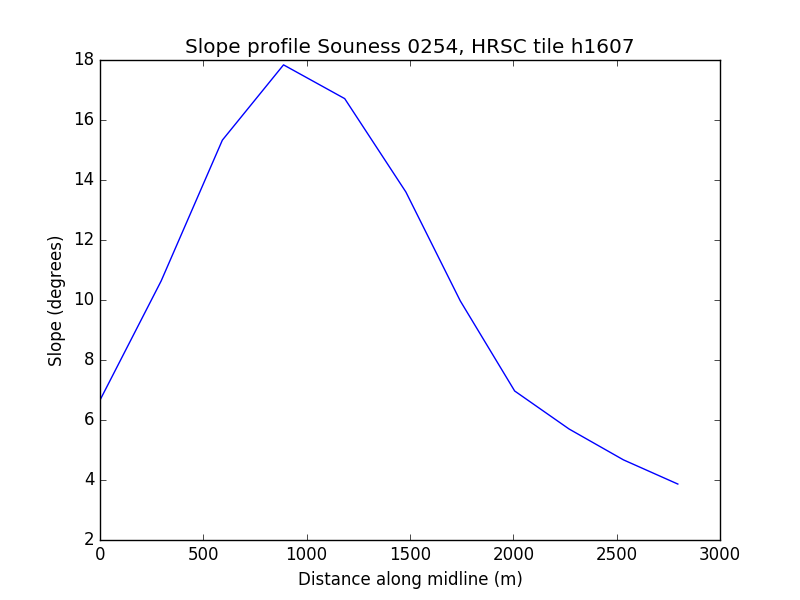 Slope profile Souness 0254, HRSC tile h1607
18
16
14
12
10
8
6
4
2
Slope (degrees)
0 500 1000 1500 2000 2500 3000
Distance along midline (m)